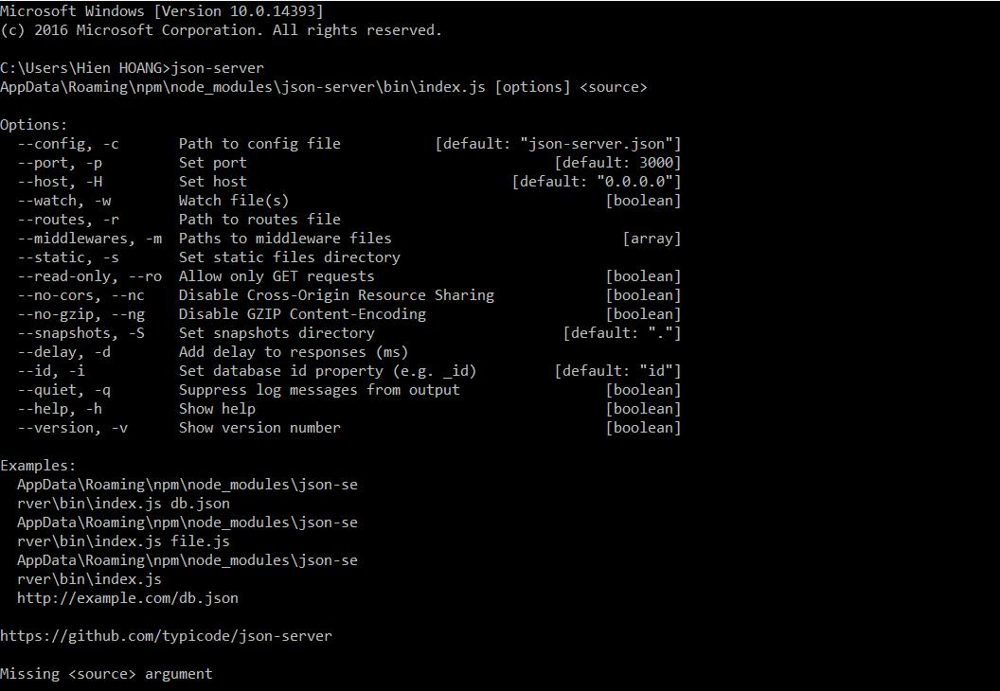 Microsoft Windows [Version 10.0.14393]
(c) 2016 Microsoft Corporation. All rights reserved.

C:\Users\Hien HOANG>json-server
AppData\Roaming\npm\node_modules\json-server\bin\index.js [options] <source>

Options:
  --config, -c       Path to config file           [default: "json-server.json"]
  --port, -p         Set port                                    [default: 3000]
  --host, -H         Set host                               [default: "0.0.0.0"]
  --watch, -w        Watch file(s)                                     [boolean]
  --routes, -r       Path to routes file
  --middlewares, -m  Paths to middleware files                           [array]
  --static, -s       Set static files directory
  --read-only, --ro  Allow only GET requests                           [boolean]
  --no-cors, --nc    Disable Cross-Origin Resource Sharing             [boolean]
  --no-gzip, --ng    Disable GZIP Content-Encoding                     [boolean]
  --snapshots, -S    Set snapshots directory                      [default: "."]
  --delay, -d        Add delay to responses (ms)
  --id, -i           Set database id property (e.g. _id)         [default: "id"]
  --quiet, -q        Suppress log messages from output                 [boolean]
  --help, -h         Show help                                         [boolean]
  --version, -v      Show version number                               [boolean]

Examples:
  AppData\Roaming\npm\node_modules\json-se
  rver\bin\index.js db.json
  AppData\Roaming\npm\node_modules\json-se
  rver\bin\index.js file.js
  AppData\Roaming\npm\node_modules\json-se
  rver\bin\index.js
  http://example.com/db.json

https://github.com/typicode/json-server

Missing <source> argument